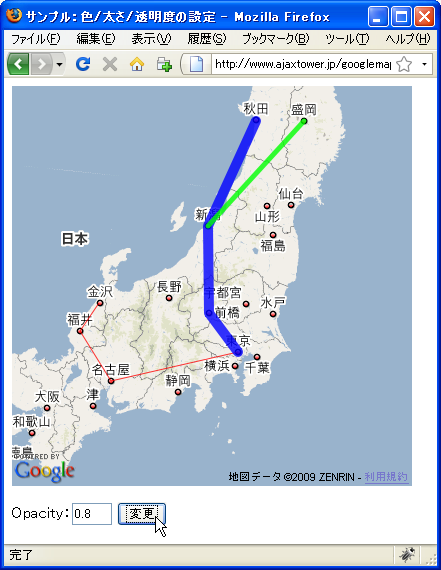 サンプル: 色/太さ/透明度の設定 - Mozilla Firefox
ファイル(F) 編集(E) 表示(V) 履歴(S) ブックマーク(B) ツール(T) ヘルプ(H)
http://www.ajaxtower.jp/googlemap
秋田
盛岡
仙台
山形
新潟
福島
日本
金沢
長野
宇都宮
水戸
前橋
福井
東京
名古屋
横浜
千葉
静岡
大阪
津
和歌山
徳島
POWERED BY
Google
地図データ ©2009 ZENRIN - 利用規約
Opacity: 0.8 変更
完了